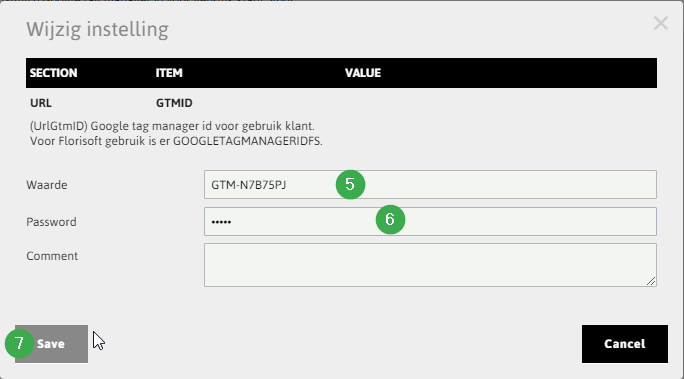 Wijzig instelling
SECTION ITEM VALUE
URL GTMID
(UrlGtmID) Google tag manager id voor gebruik klant.
Voor Florisoft gebruik is er GOOGLETAGMANAGERIDFS.
Waarde GTM-N7B75PJ 5
Password ••••• 6
Comment
7 Save Cancel